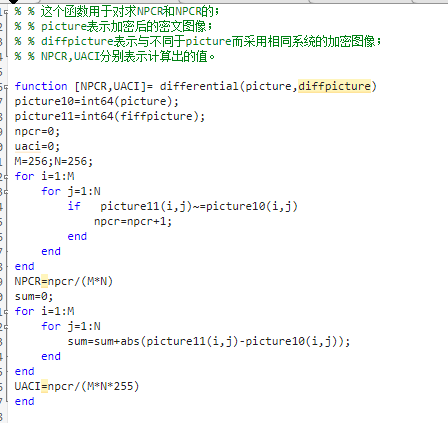 % % 这个函数用于对求NPCR和NPCR的;
% % picture表示加密后的密文图像;
% % diffpicture表示与不同于picture而采用相同系统的加密图像;
% % NPCR,UACI分别表示计算出的值。
function [NPCR,UACI]= differential(picture,diffpicture)
picture10=int64(picture);
picture11=int64(fiffpicture);
npcr=0;
uaci=0;
M=256;N=256;
for i=1:M
for j=1:N
if picture11(i,j)~=picture10(i,j)
npcr=npcr+1;
end
end
end
NPCR=npcr/(M*N)
sum=0;
for i=1:M
for j=1:N
sum=sum+abs(picture11(i,j)-picture10(i,j));
end
end
UACI=npcr/(M*N*255)
end